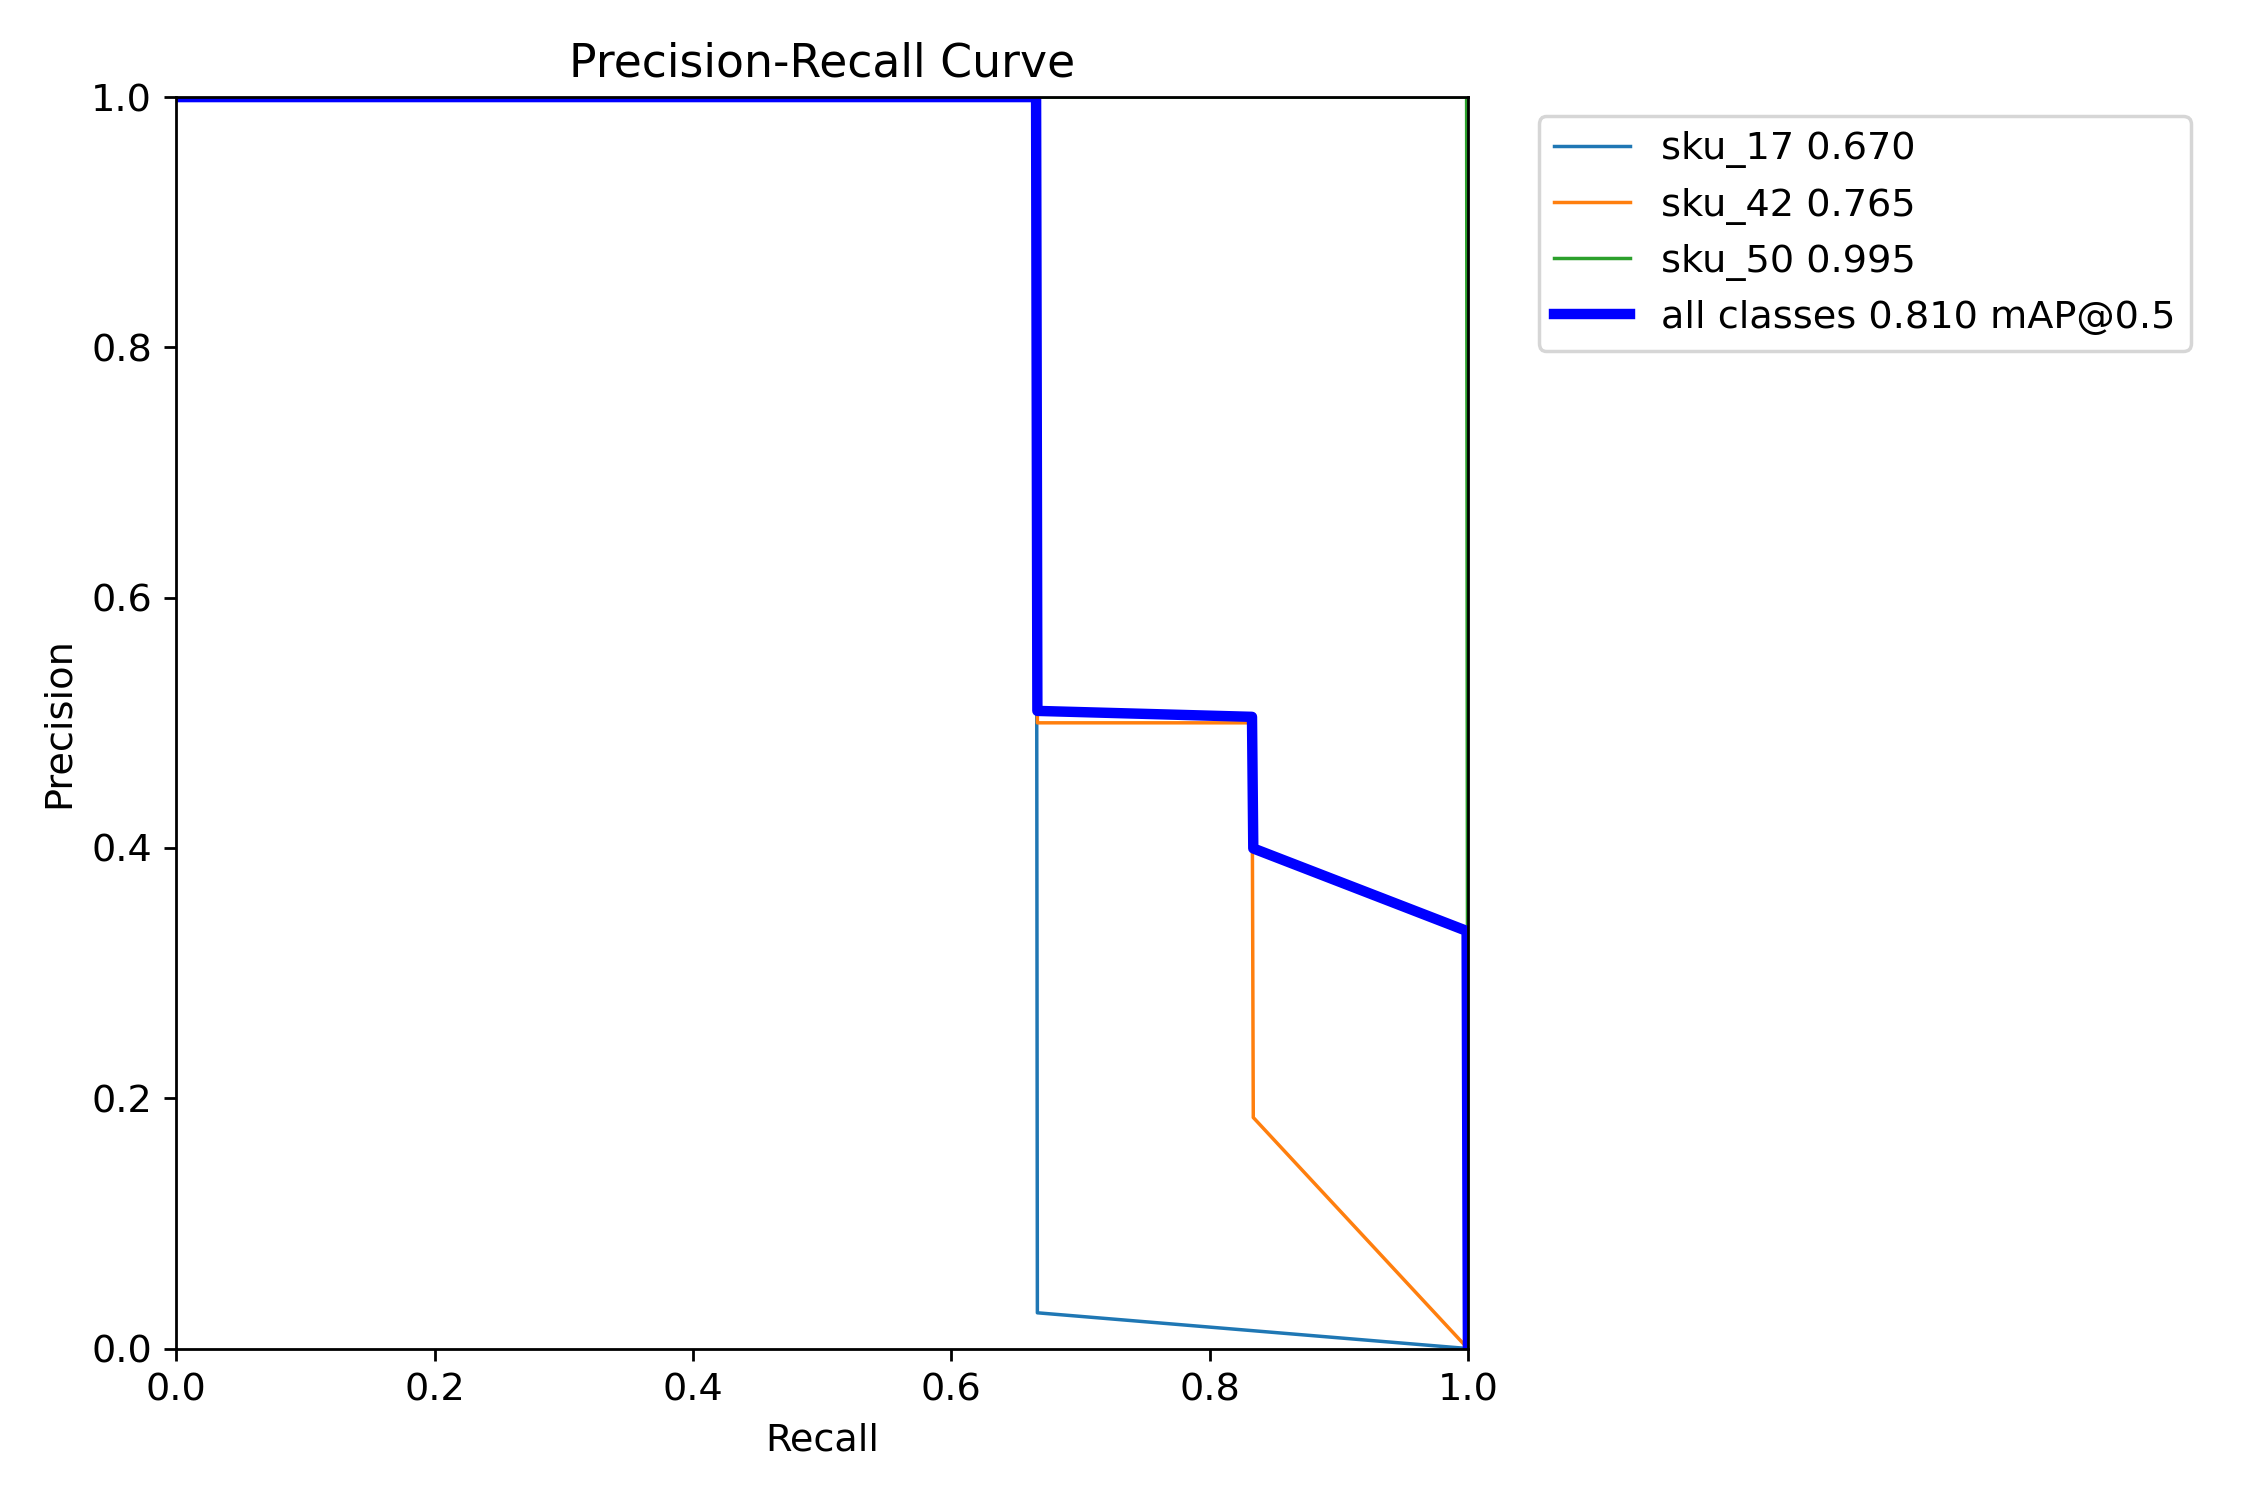 Precision-Recall Curve
1.0
0.8
0.6
0.4
0.2
0.0
Precision
0.0 0.2 0.4 0.6 0.8 1.0
Recall
sku_17 0.670
sku_42 0.765
sku_50 0.995
all classes 0.810 mAP@0.5